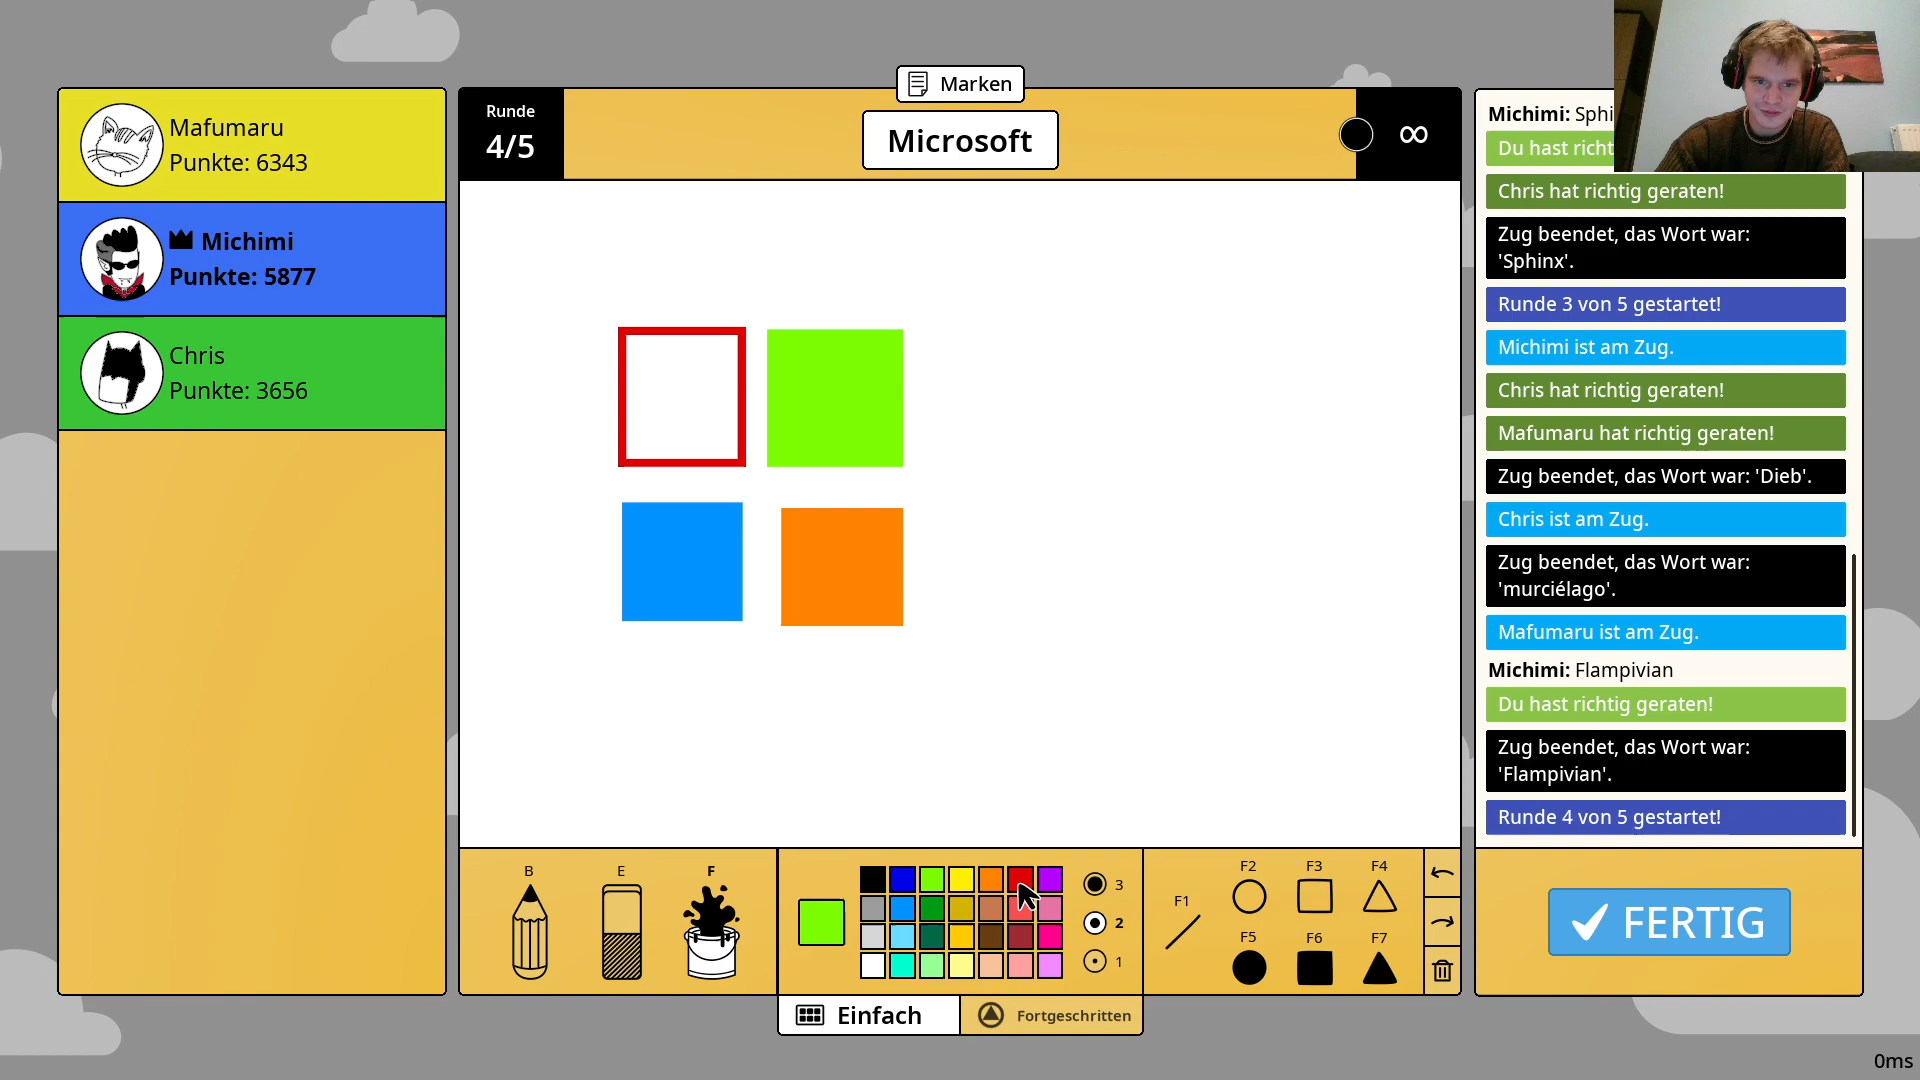 Marken
Runde
4/5
Microsoft
∞
Mafumaru
Punkte: 6343
Michimi
Punkte: 5877
Chris
Punkte: 3656
Michimi: Sphi
Du hast richt
Chris hat richtig geraten!
Zug beendet, das Wort war:
'Sphinx'.
Runde 3 von 5 gestartet!
Michimi ist am Zug.
Chris hat richtig geraten!
Mafumaru hat richtig geraten!
Zug beendet, das Wort war: 'Dieb'.
Chris ist am Zug.
Zug beendet, das Wort war:
'murciélago'.
Mafumaru ist am Zug.
Michimi: Flampivian
Du hast richtig geraten!
Zug beendet, das Wort war:
'Flampivian'.
Runde 4 von 5 gestartet!
B
E
F
3
2
1
F1
F2
F3
F4
F5
F6
F7
FERTIG
Einfach
Fortgeschritten
0ms